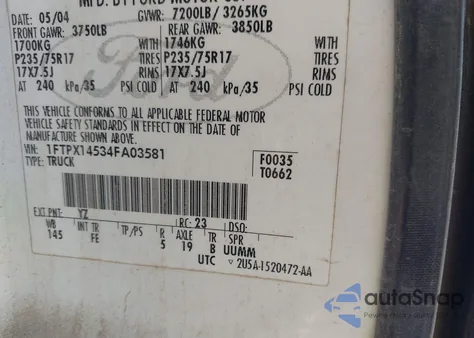 MFD. BY FORD MOTOR CO.
DATE: 05/04 GVWR: 7200LB/ 3265KG
FRONT GAWR: 3750LB REAR GAWR: 3850LB
1700KG WITH 1746KG WITH
P235/75R17 TIRES P235/75R17 TIRES
17X7.5J RIMS 17X7.5J RIMS
AT 240 kPa/35 PSI COLD AT 240 kPa/35 PSI COLD
Ford
THIS VEHICLE CONFORMS TO ALL APPLICABLE FEDERAL MOTOR
VEHICLE SAFETY STANDARDS IN EFFECT ON THE DATE OF
MANUFACTURE SHOWN ABOVE.
VIN: 1FTPX14534FA03581
TYPE: TRUCK
F0035
T0662
EXT PNT: YZ RC: 23 DSO:
WB INT TR TP/PS R AXLE TR SPR
145 FE 5 19 B UUMM
UTC ▽ 2U5A-1520472-AA
autoSnap